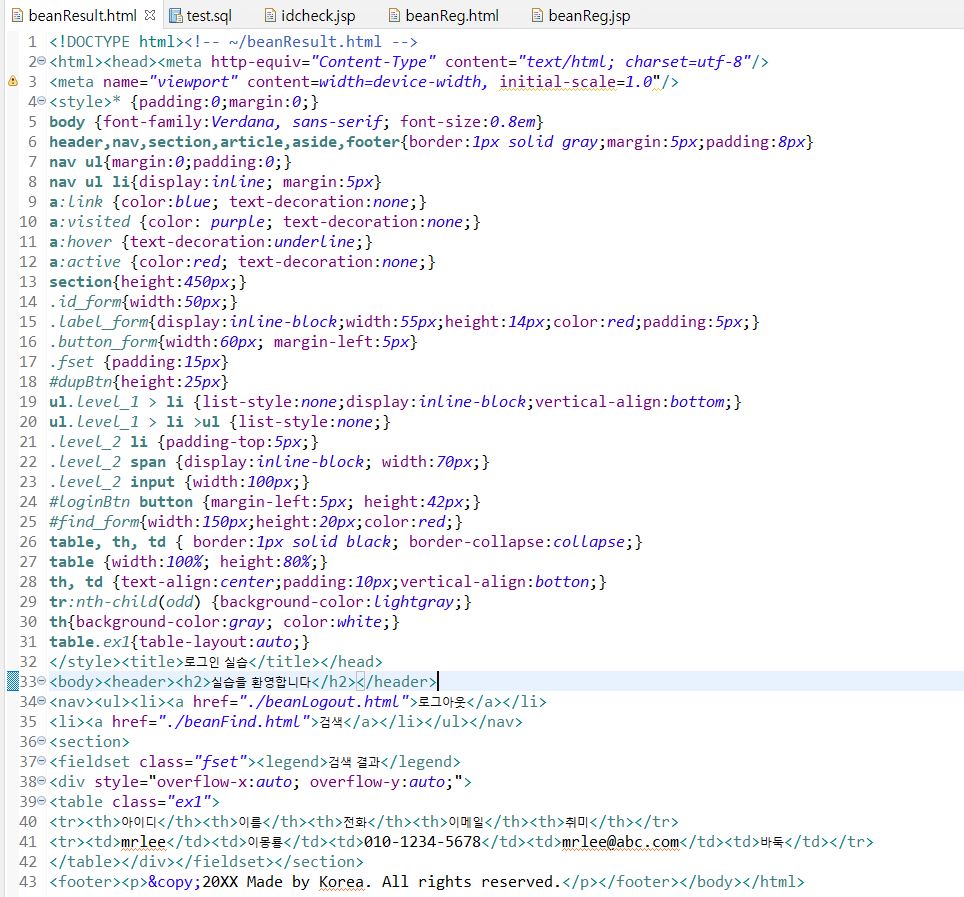 beanResult.html test.sql idcheck.jsp beanReg.html beanReg.jsp
1 <!DOCTYPE html><!-- ~/beanResult.html -->
2 <html><head><meta http-equiv="Content-Type" content="text/html; charset=utf-8"/>
3 <meta name="viewport" content=width=device-width, initial-scale=1.0"/>
4 <style>* {padding:0;margin:0;}
5 body {font-family:Verdana, sans-serif; font-size:0.8em}
6 header,nav,section,article,aside,footer{border:1px solid gray;margin:5px;padding:8px}
7 nav ul{margin:0;padding:0;}
8 nav ul li{display:inline; margin:5px}
9 a:link {color:blue; text-decoration:none;}
10 a:visited {color: purple; text-decoration:none;}
11 a:hover {text-decoration:underline;}
12 a:active {color:red; text-decoration:none;}
13 section{height:450px;}
14 .id_form{width:50px;}
15 .label_form{display:inline-block;width:55px;height:14px;color:red;padding:5px;}
16 .button_form{width:60px; margin-left:5px}
17 .fset {padding:15px}
18 #dupBtn{height:25px}
19 ul.level_1 > li {list-style:none;display:inline-block;vertical-align:bottom;}
20 ul.level_1 > li >ul {list-style:none;}
21 .level_2 li {padding-top:5px;}
22 .level_2 span {display:inline-block; width:70px;}
23 .level_2 input {width:100px;}
24 #loginBtn button {margin-left:5px; height:42px;}
25 #find_form{width:150px;height:20px;color:red;}
26 table, th, td { border:1px solid black; border-collapse:collapse;}
27 table {width:100%; height:80%;}
28 th, td {text-align:center;padding:10px;vertical-align:botton;}
29 tr:nth-child(odd) {background-color:lightgray;}
30 th{background-color:gray; color:white;}
31 table.ex1{table-layout:auto;}
32 </style><title>로그인 실습</title></head>
33 <body><header><h2>실습을 환영합니다</h2></header>
34 <nav><ul><li><a href="./beanLogout.html">로그아웃</a></li>
35 <li><a href="./beanFind.html">검색</a></li></ul></nav>
36 <section>
37 <fieldset class="fset"><legend>검색 결과</legend>
38 <div style="overflow-x:auto; overflow-y:auto;">
39 <table class="ex1">
40 <tr><th>아이디</th><th>이름</th><th>전화</th><th>이메일</th><th>취미</th></tr>
41 <tr><td>mrlee</td><td>이몽룡</td><td>010-1234-5678</td><td>mrlee@abc.com</td><td>바둑</td></tr>
42 </table></div></fieldset></section>
43 <footer><p>&copy;20XX Made by Korea. All rights reserved.</p></footer></body></html>